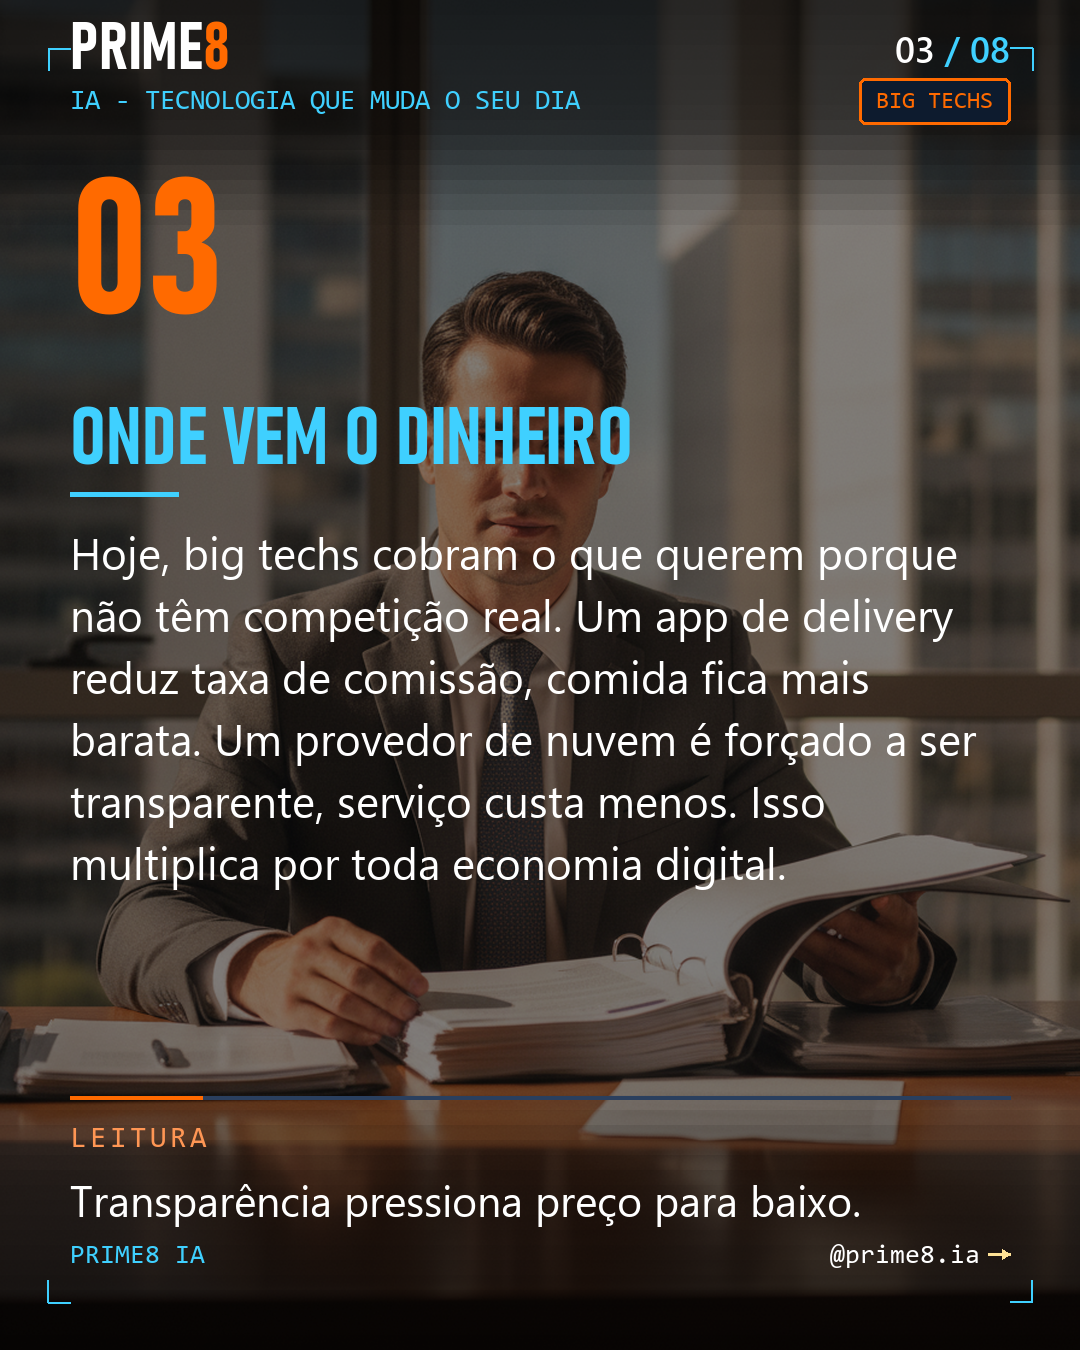 PRIME8
03 / 08
IA - TECNOLOGIA QUE MUDA O SEU DIA
BIG TECHS
03
ONDE VEM O DINHEIRO
Hoje, big techs cobram o que querem porque
não têm competição real. Um app de delivery
reduz taxa de comissão, comida fica mais
barata. Um provedor de nuvem é forçado a ser
transparente, serviço custa menos. Isso
multiplica por toda economia digital.
LEITURA
Transparência pressiona preço para baixo.
PRIME8 IA
@prime8.ia